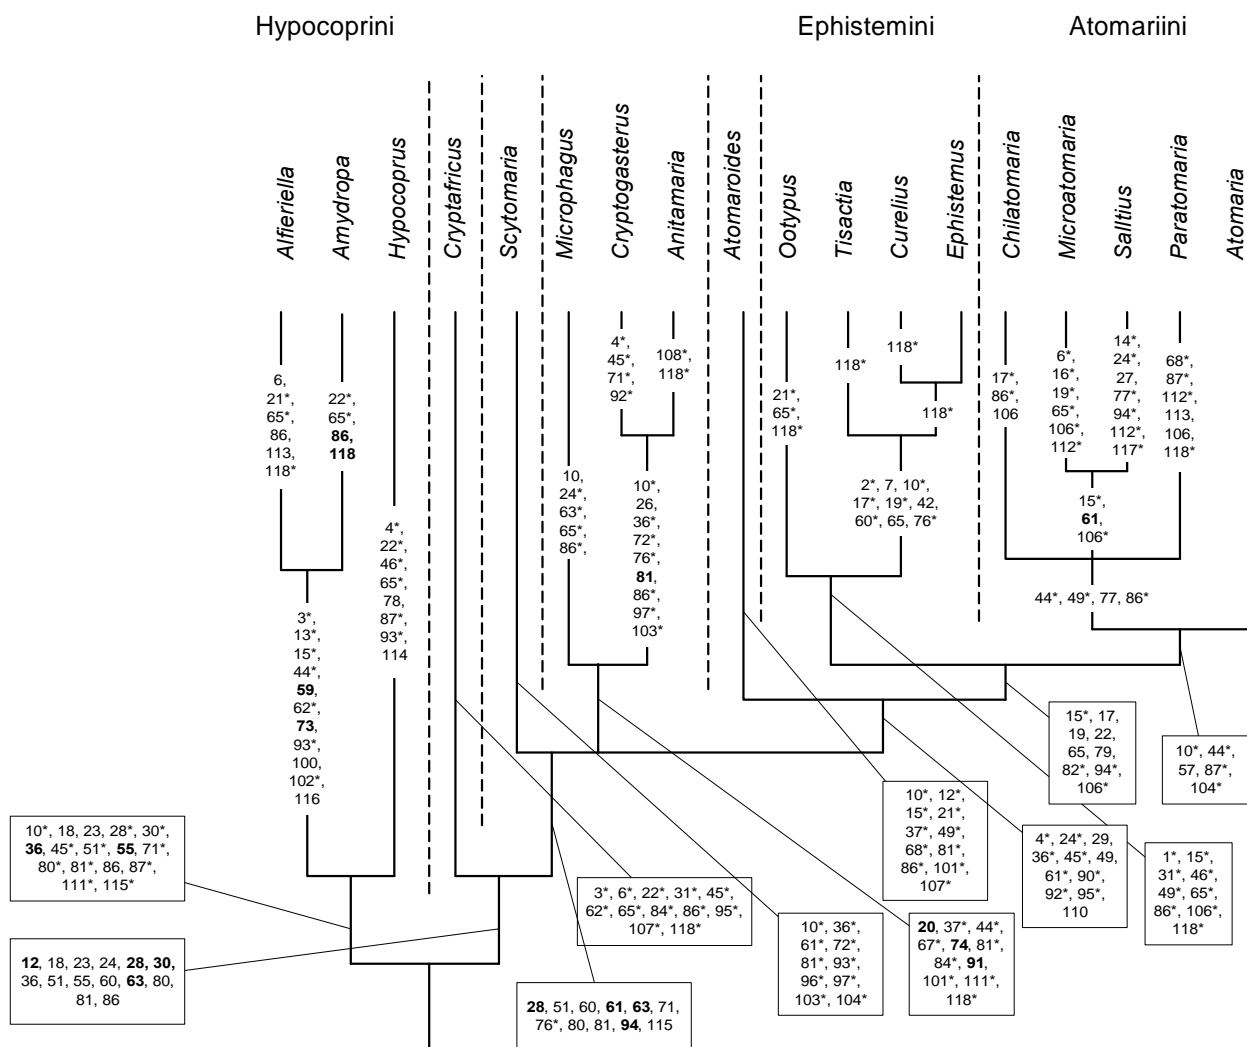 Hypocoprini
Ephistemini
Atomariini
Alfieriella
Amydropa
Hypocoprus
Cryptafricus
Scytomaria
Microphagus
Cryptogasterus
Anitamaria
Atomaroides
Ootypus
Tisactia
Curelius
Ephistemus
Chilatomaria
Microatomaria
Salltius
Paratomaria
Atomaria
6,
21*,
65*,
86,
113,
118*
22*,
65*,
86,
118
4*,
22*,
46*,
65*,
78,
87*,
93*,
114
3*,
13*,
15*,
44*,
59,
62*,
73,
93*,
100,
102*,
116
10,
24*,
63*,
65*,
86*,
4*,
45*,
71*,
92*
108*,
118*
10*,
26,
36*,
72*,
76*,
81,
86*,
97*,
103*
21*,
65*,
118*
118*
118*
118*
2*, 7, 10*,
17*, 19*, 42,
60*, 65, 76*
17*,
86*,
106
6*,
16*,
19*,
65*,
106*,
112*
14*,
24*,
27,
77*,
94*,
112*,
117*
68*,
87*,
112*,
113,
106,
118*
15*,
61,
106*
44*, 49*, 77, 86*
10*, 18, 23, 28*, 30*,
36, 45*, 51*, 55, 71*,
80*, 81*, 86, 87*,
111*, 115*
12, 18, 23, 24, 28, 30,
36, 51, 55, 60, 63, 80,
81, 86
28, 51, 60, 61, 63, 71,
76*, 80, 81, 94, 115
3*, 6*, 22*, 31*, 45*,
62*, 65*, 84*, 86*, 95*,
107*, 118*
10*, 36*,
61*, 72*,
81*, 93*,
96*, 97*,
103*, 104*
20, 37*, 44*,
67*, 74, 81*,
84*, 91,
101*, 111*,
118*
10*, 12*,
15*, 21*,
37*, 49*,
68*, 81*,
86*, 101*,
107*
4*, 24*, 29,
36*, 45*, 49,
61*, 90*,
92*, 95*,
110
15*, 17,
19, 22,
65, 79,
82*, 94*,
106*
1*, 15*,
31*, 46*,
49*, 65*,
86*, 106*,
118*
10*, 44*,
57, 87*,
104*